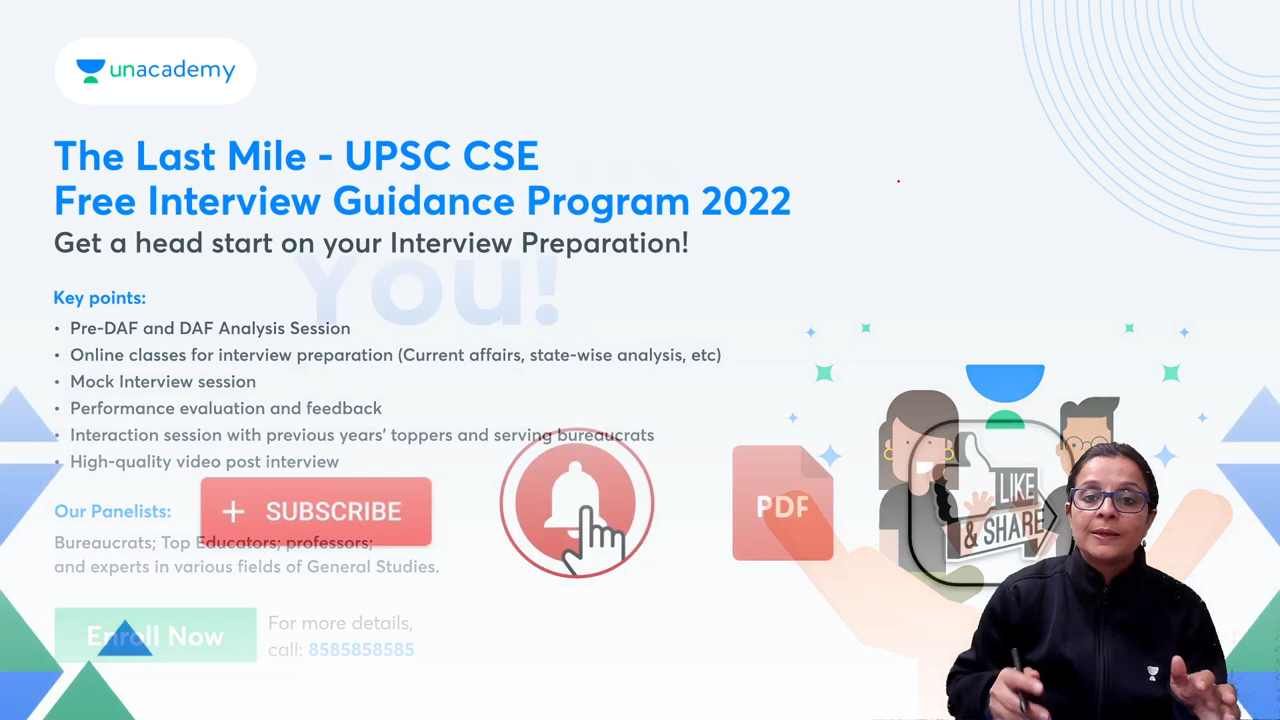 unacademy
The Last Mile - UPSC CSE
Free Interview Guidance Program 2022
Get a head start on your Interview Preparation!
You!
Key points:
• Pre-DAF and DAF Analysis Session
• Online classes for interview preparation (Current affairs, state-wise analysis, etc)
• Mock Interview session
• Performance evaluation and feedback
• Interaction session with previous years' toppers and serving bureaucrats
• High-quality video post interview
+ SUBSCRIBE
PDF
LIKE
& SHARE
Our Panelists:
Bureaucrats; Top Educators; professors;
and experts in various fields of General Studies.
Enroll Now
For more details,
call: 8585858585